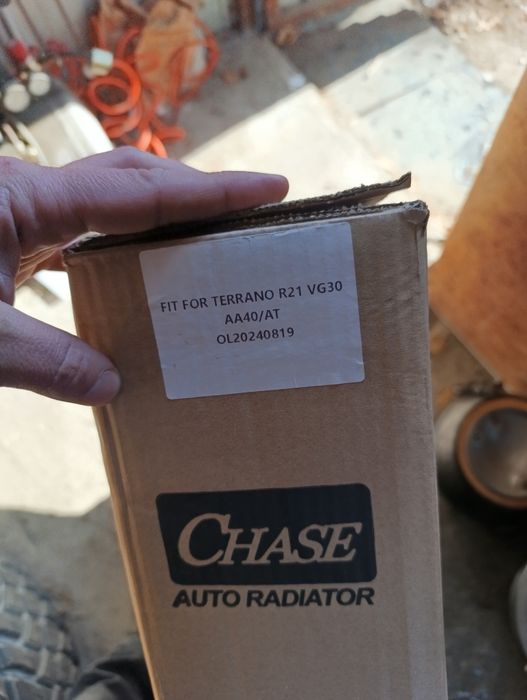 FIT FOR TERRANO R21 VG30
AA40/AT
OL20240819
CHASE
AUTO RADIATOR